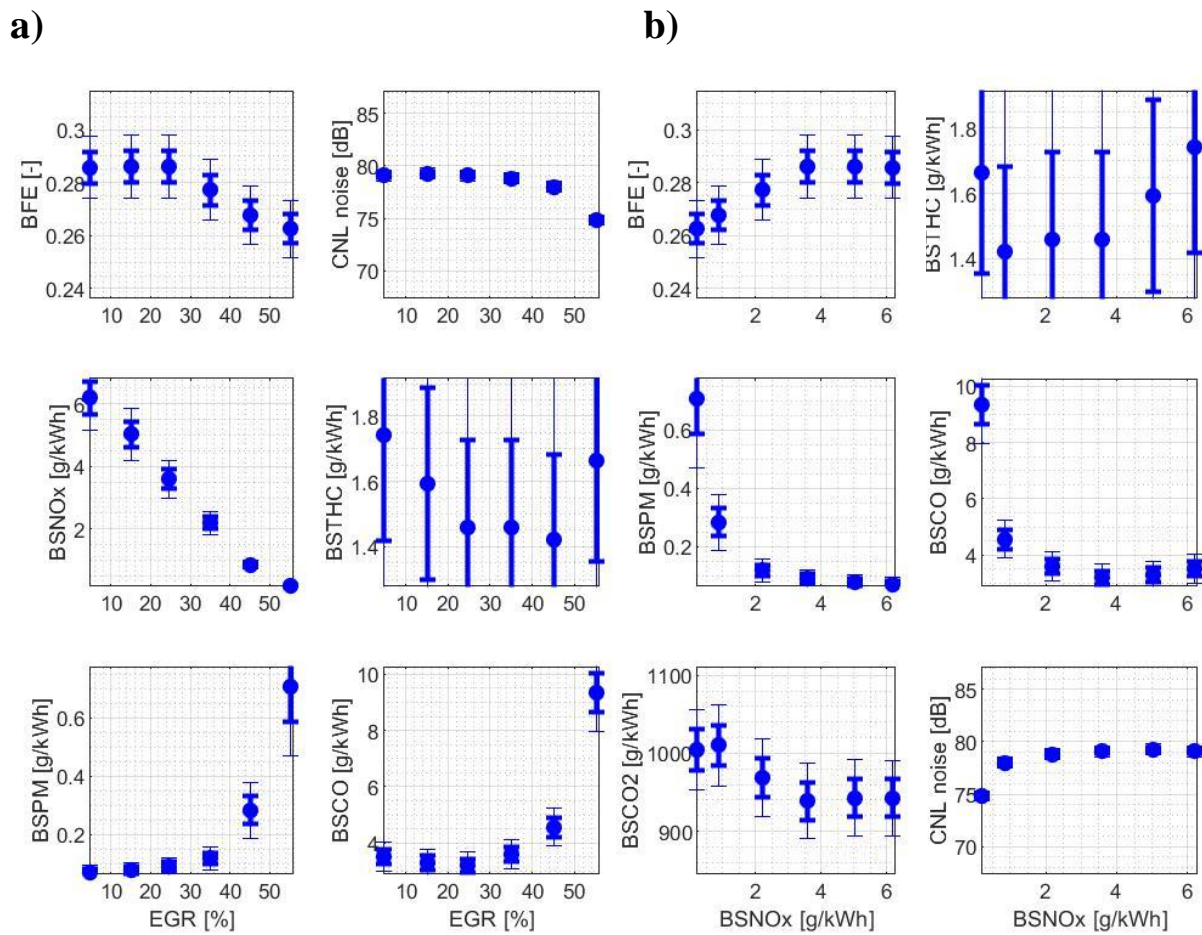 a)
b)
BFE [-]
0.3
0.28
0.26
0.24
10 20 30 40 50
CNL noise [dB]
85
80
75
70
10 20 30 40 50
BFE [-]
0.3
0.28
0.26
0.24
2 4 6
BSTHC [g/kWh]
1.8
1.6
1.4
2 4 6
BSNOx [g/kWh]
6
4
2
10 20 30 40 50
BSTHC [g/kWh]
1.8
1.6
1.4
10 20 30 40 50
BSPM [g/kWh]
0.6
0.4
0.2
2 4 6
BSCO [g/kWh]
10
8
6
4
2 4 6
BSPM [g/kWh]
0.6
0.4
0.2
10 20 30 40 50
EGR [%]
BSCO [g/kWh]
10
8
6
4
10 20 30 40 50
EGR [%]
BSCO2 [g/kWh]
1100
1000
900
2 4 6
BSNOx [g/kWh]
CNL noise [dB]
85
80
75
70
2 4 6
BSNOx [g/kWh]